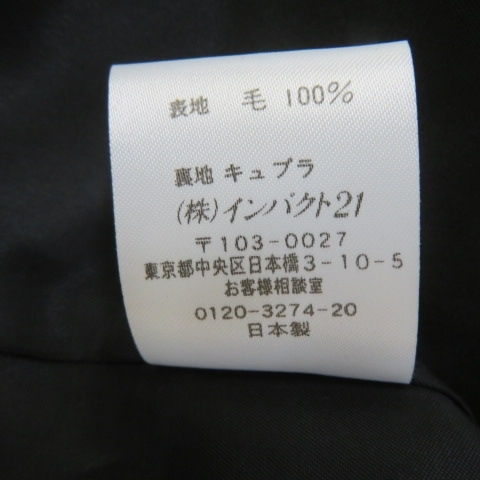 表地 毛 100%
裏地 キュプラ
(株)インパクト21
〒103-0027
東京都中央区日本橋3-10-5
お客様相談室
0120-3274-20
日本製